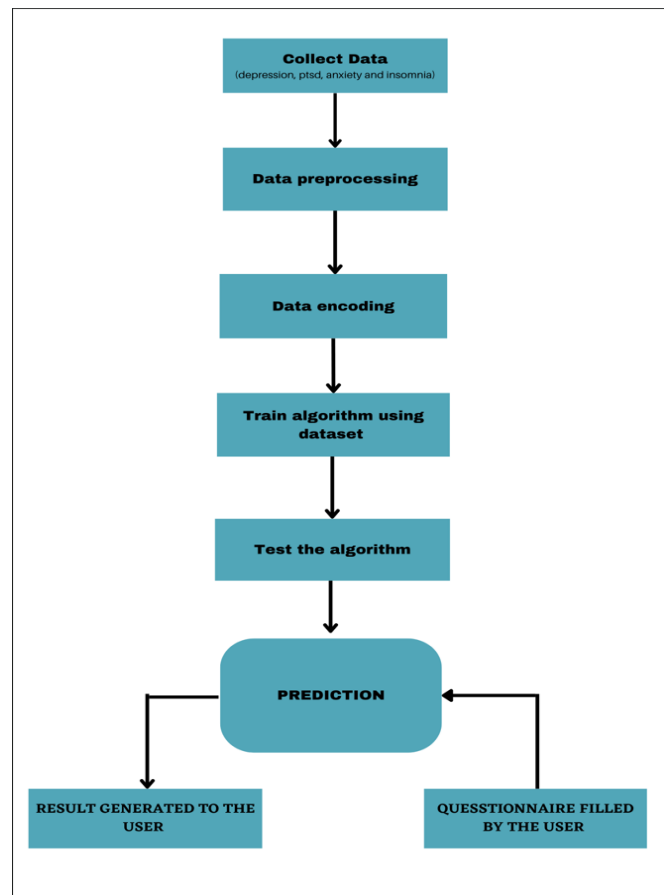 Collect Data
(depression, ptsd, anxiety and insomnia)
Data preprocessing
Data encoding
Train algorithm using
dataset
Test the algorithm
PREDICTION
RESULT GENERATED TO THE
USER
QUESSTIONNAIRE FILLED
BY THE USER